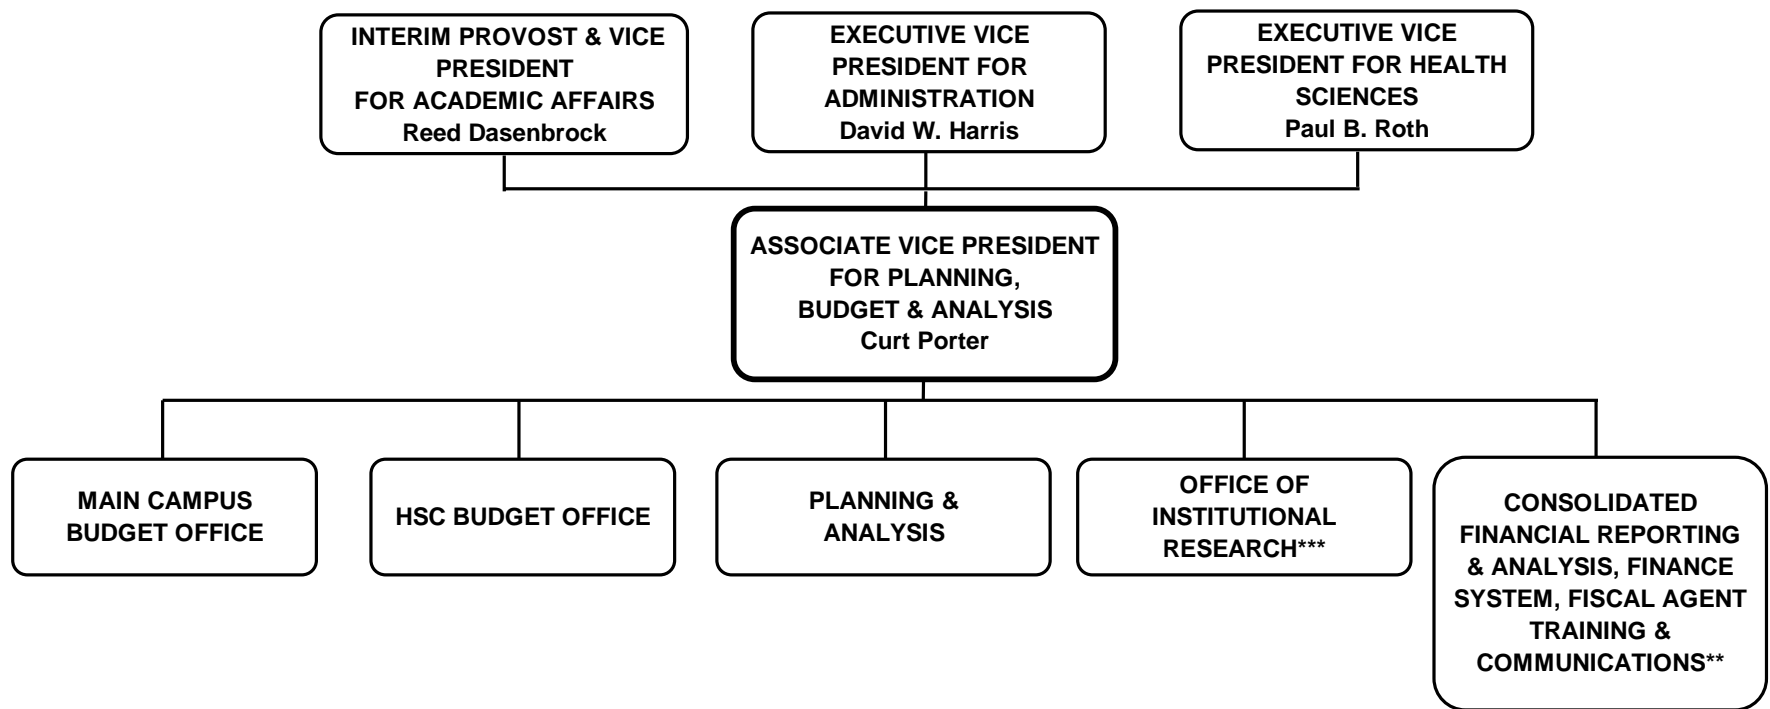 INTERIM PROVOST & VICE
PRESIDENT
FOR ACADEMIC AFFAIRS
Reed Dasenbrock
EXECUTIVE VICE
PRESIDENT FOR
ADMINISTRATION
David W. Harris
EXECUTIVE VICE
PRESIDENT FOR HEALTH
SCIENCES
Paul B. Roth
ASSOCIATE VICE PRESIDENT
FOR PLANNING,
BUDGET & ANALYSIS
Curt Porter
MAIN CAMPUS
BUDGET OFFICE
HSC BUDGET OFFICE
PLANNING &
ANALYSIS
OFFICE OF
INSTITUTIONAL
RESEARCH***
CONSOLIDATED
FINANCIAL REPORTING
& ANALYSIS, FINANCE
SYSTEM, FISCAL AGENT
TRAINING &
COMMUNICATIONS**